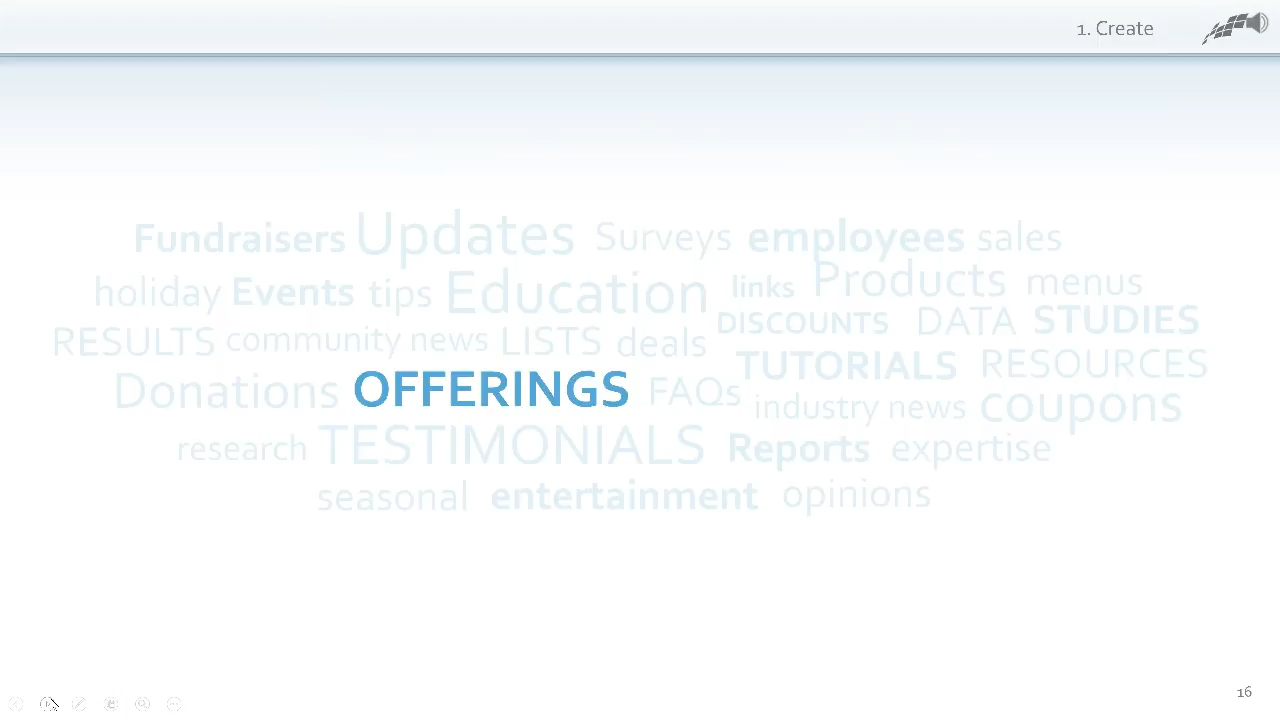 1. Create
Fundraisers Updates Surveys employees sales
holiday Events tips Education links Products menus
RESULTS community news LISTS deals DISCOUNTS DATA STUDIES
Donations OFFERINGS FAQs TUTORIALS RESOURCES
industry news coupons
research TESTIMONIALS Reports expertise
seasonal entertainment opinions
16